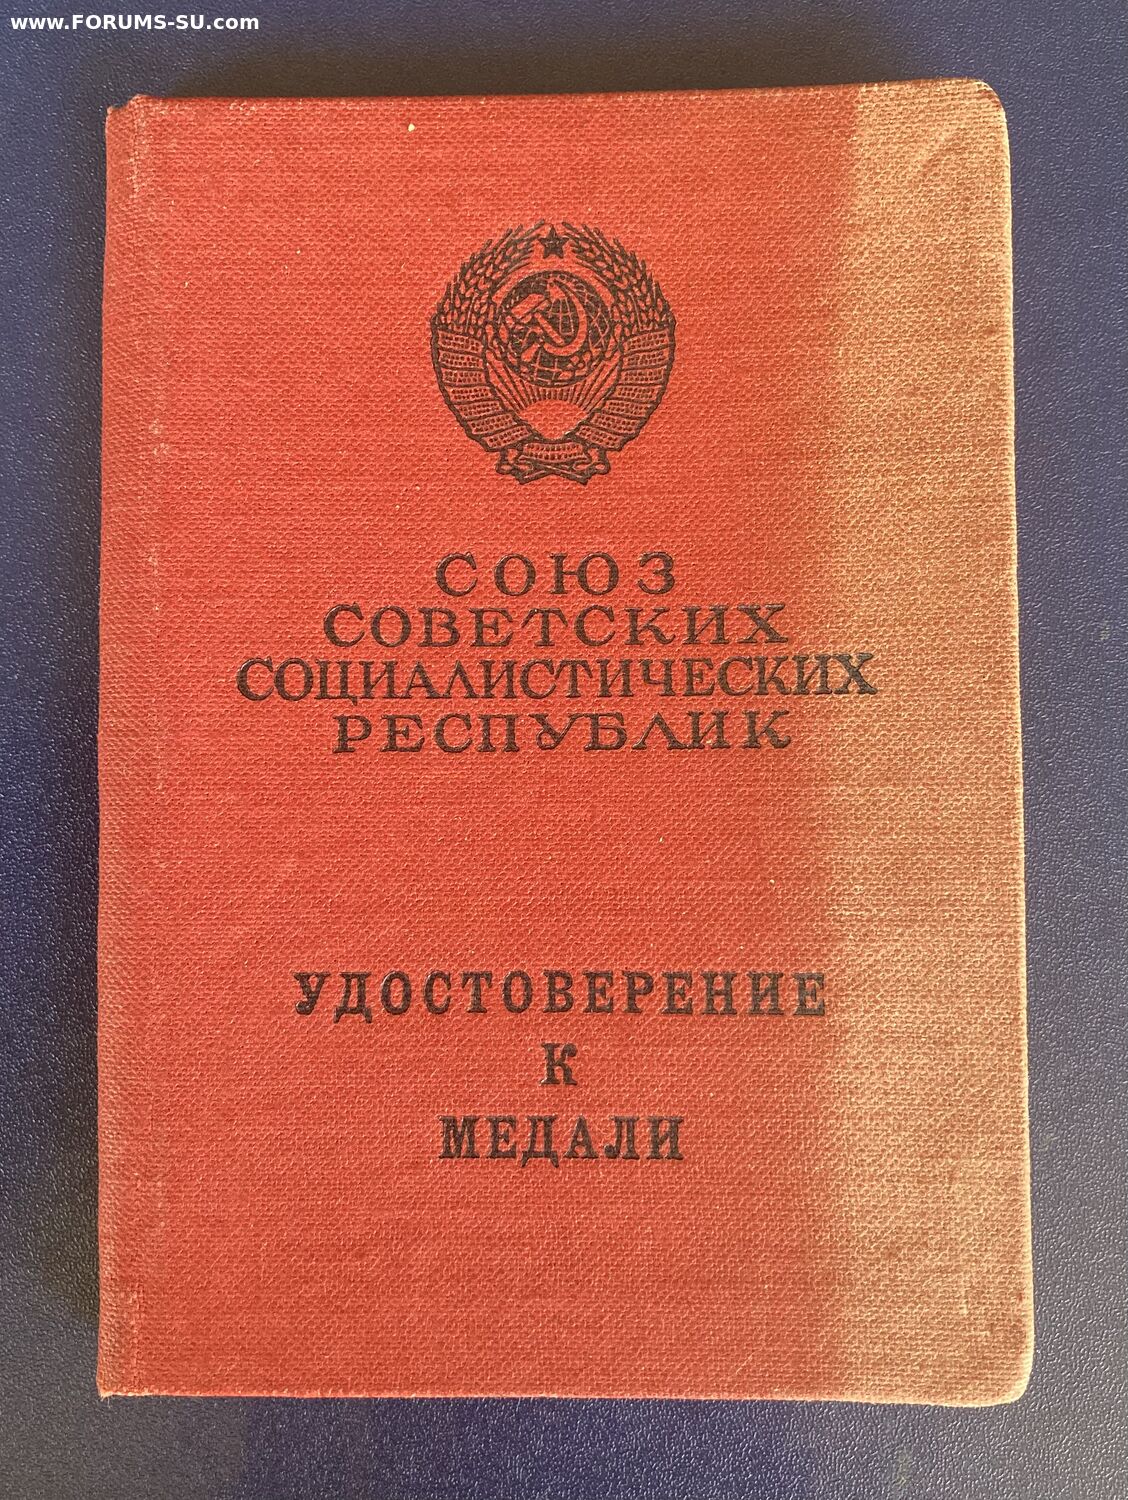 www.FORUMS-SU.com
СОЮЗ
СОВЕТСКИХ
СОЦИАЛИСТИЧЕСКИХ
РЕСПУБЛИК
УДОСТОВЕРЕНИЕ
К
МЕДАЛИ